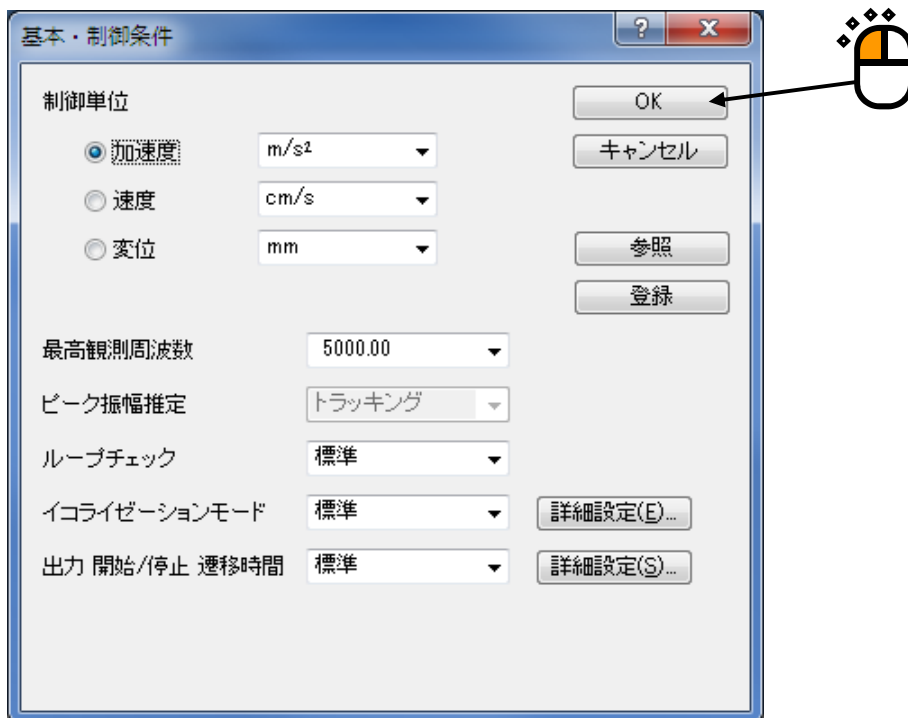 基本・制御条件
制御単位
OK
加速度 m/s²
キャンセル
速度 cm/s
変位 mm
参照
登録
最高観測周波数 5000.00
ピーク振幅推定 トラッキング
ループチェック 標準
イコライゼーションモード 標準 詳細設定(E)...
出力 開始/停止 遷移時間 標準 詳細設定(S)...